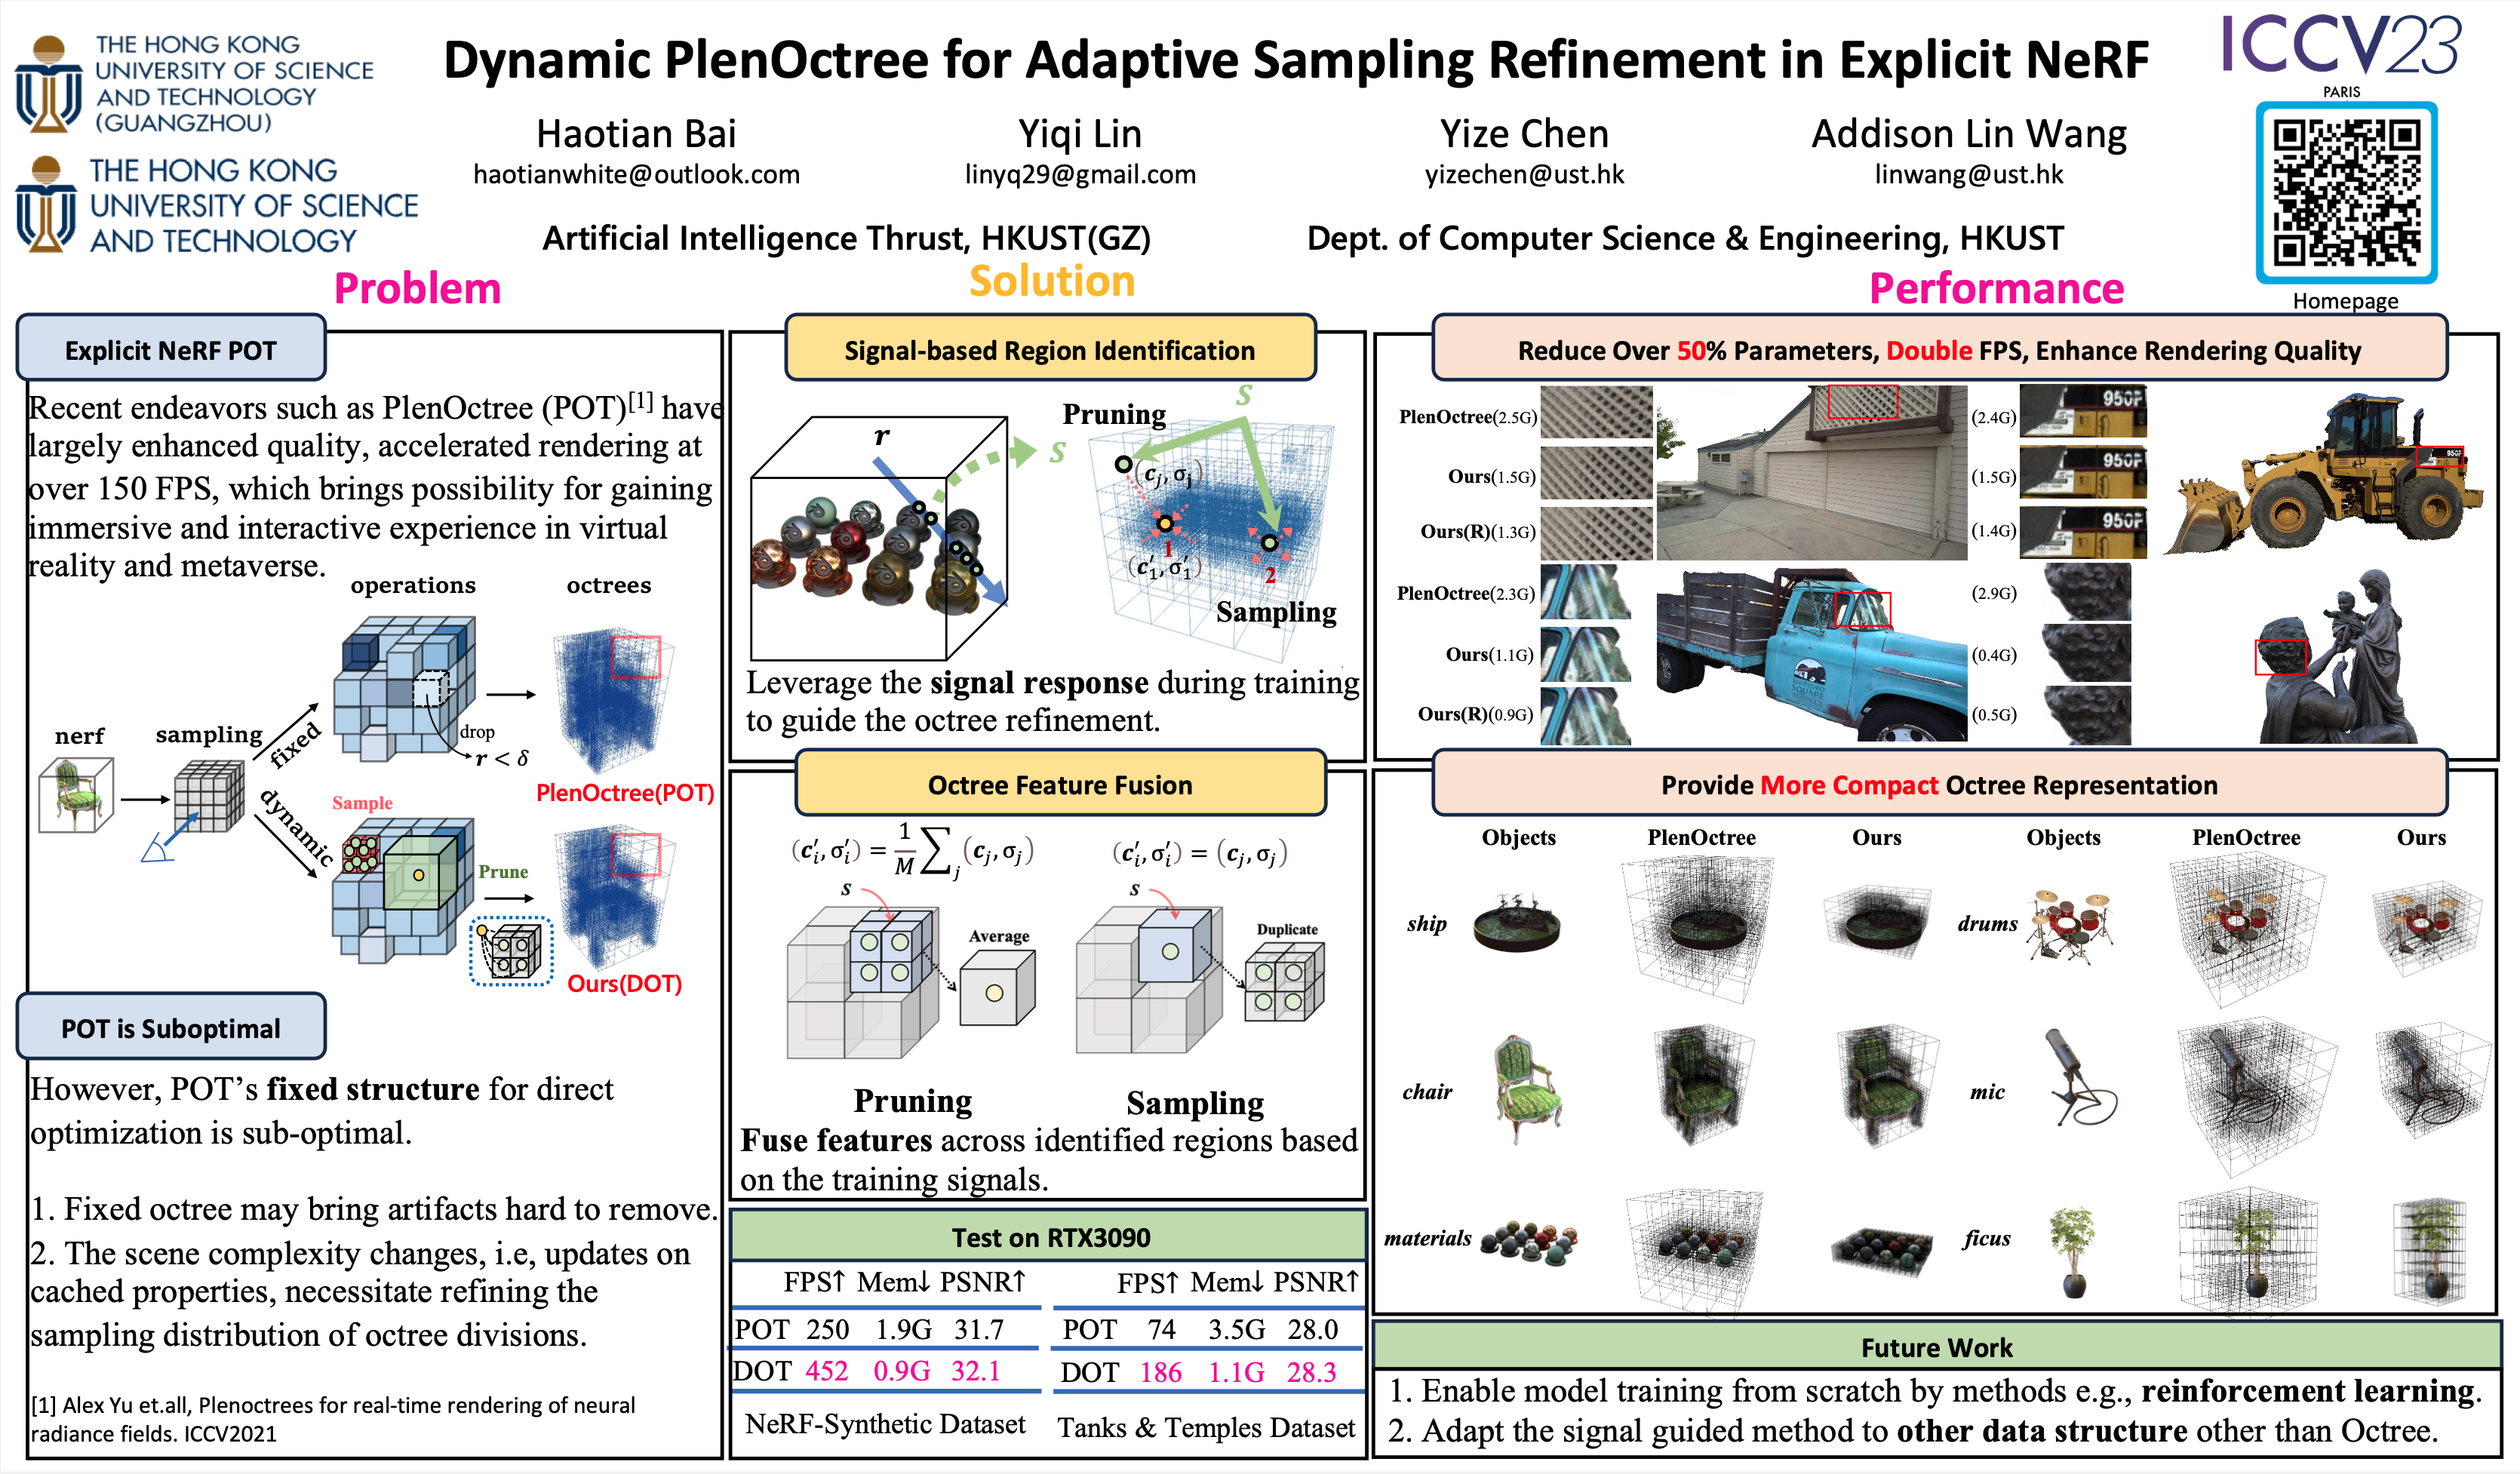 THE HONG KONG
UNIVERSITY OF SCIENCE
AND TECHNOLOGY
(GUANGZHOU)
THE HONG KONG
UNIVERSITY OF SCIENCE
AND TECHNOLOGY
Dynamic PlenOctree for Adaptive Sampling Refinement in Explicit NeRF
Haotian Bai
haotianwhite@outlook.com
Yiqi Lin
linyq29@gmail.com
Yize Chen
yizechen@ust.hk
Addison Lin Wang
linwang@ust.hk
Artificial Intelligence Thrust, HKUST(GZ)
Dept. of Computer Science & Engineering, HKUST
ICCV23
PARIS
Homepage
Problem
Explicit NeRF POT
Recent endeavors such as PlenOctree (POT)[1] have
largely enhanced quality, accelerated rendering at
over 150 FPS, which brings possibility for gaining
immersive and interactive experience in virtual
reality and metaverse.
operations
octrees
nerf
sampling
fixed
drop
r < δ
PlenOctree(POT)
dynamic
Sample
Prune
Ours(DOT)
POT is Suboptimal
However, POT's fixed structure for direct
optimization is sub-optimal.
1. Fixed octree may bring artifacts hard to remove.
2. The scene complexity changes, i.e, updates on
cached properties, necessitate refining the
sampling distribution of octree divisions.
[1] Alex Yu et.all, Plenoctrees for real-time rendering of neural
radiance fields. ICCV2021
Solution
Signal-based Region Identification
r
S
Pruning
S
(cj, σj)
1
(c′1, σ′1)
2
Sampling
Leverage the signal response during training
to guide the octree refinement.
Octree Feature Fusion
(c′i, σ′i) = 1/M ∑j (cj, σj)
(c′i, σ′i) = (cj, σj)
S
Average
S
Duplicate
Pruning
Sampling
Fuse features across identified regions based
on the training signals.
Test on RTX3090
FPS↑ Mem↓ PSNR↑
POT 250 1.9G 31.7
DOT 452 0.9G 32.1
NeRF-Synthetic Dataset
FPS↑ Mem↓ PSNR↑
POT 74 3.5G 28.0
DOT 186 1.1G 28.3
Tanks & Temples Dataset
Performance
Reduce Over 50% Parameters, Double FPS, Enhance Rendering Quality
PlenOctree(2.5G)
Ours(1.5G)
Ours(R)(1.3G)
(2.4G)
(1.5G)
(1.4G)
950F
950F
950F
950F
PlenOctree(2.3G)
Ours(1.1G)
Ours(R)(0.9G)
SQUARE
(2.9G)
(0.4G)
(0.5G)
Provide More Compact Octree Representation
Objects PlenOctree Ours Objects PlenOctree Ours
ship
drums
chair
mic
materials
ficus
Future Work
1. Enable model training from scratch by methods e.g., reinforcement learning.
2. Adapt the signal guided method to other data structure other than Octree.